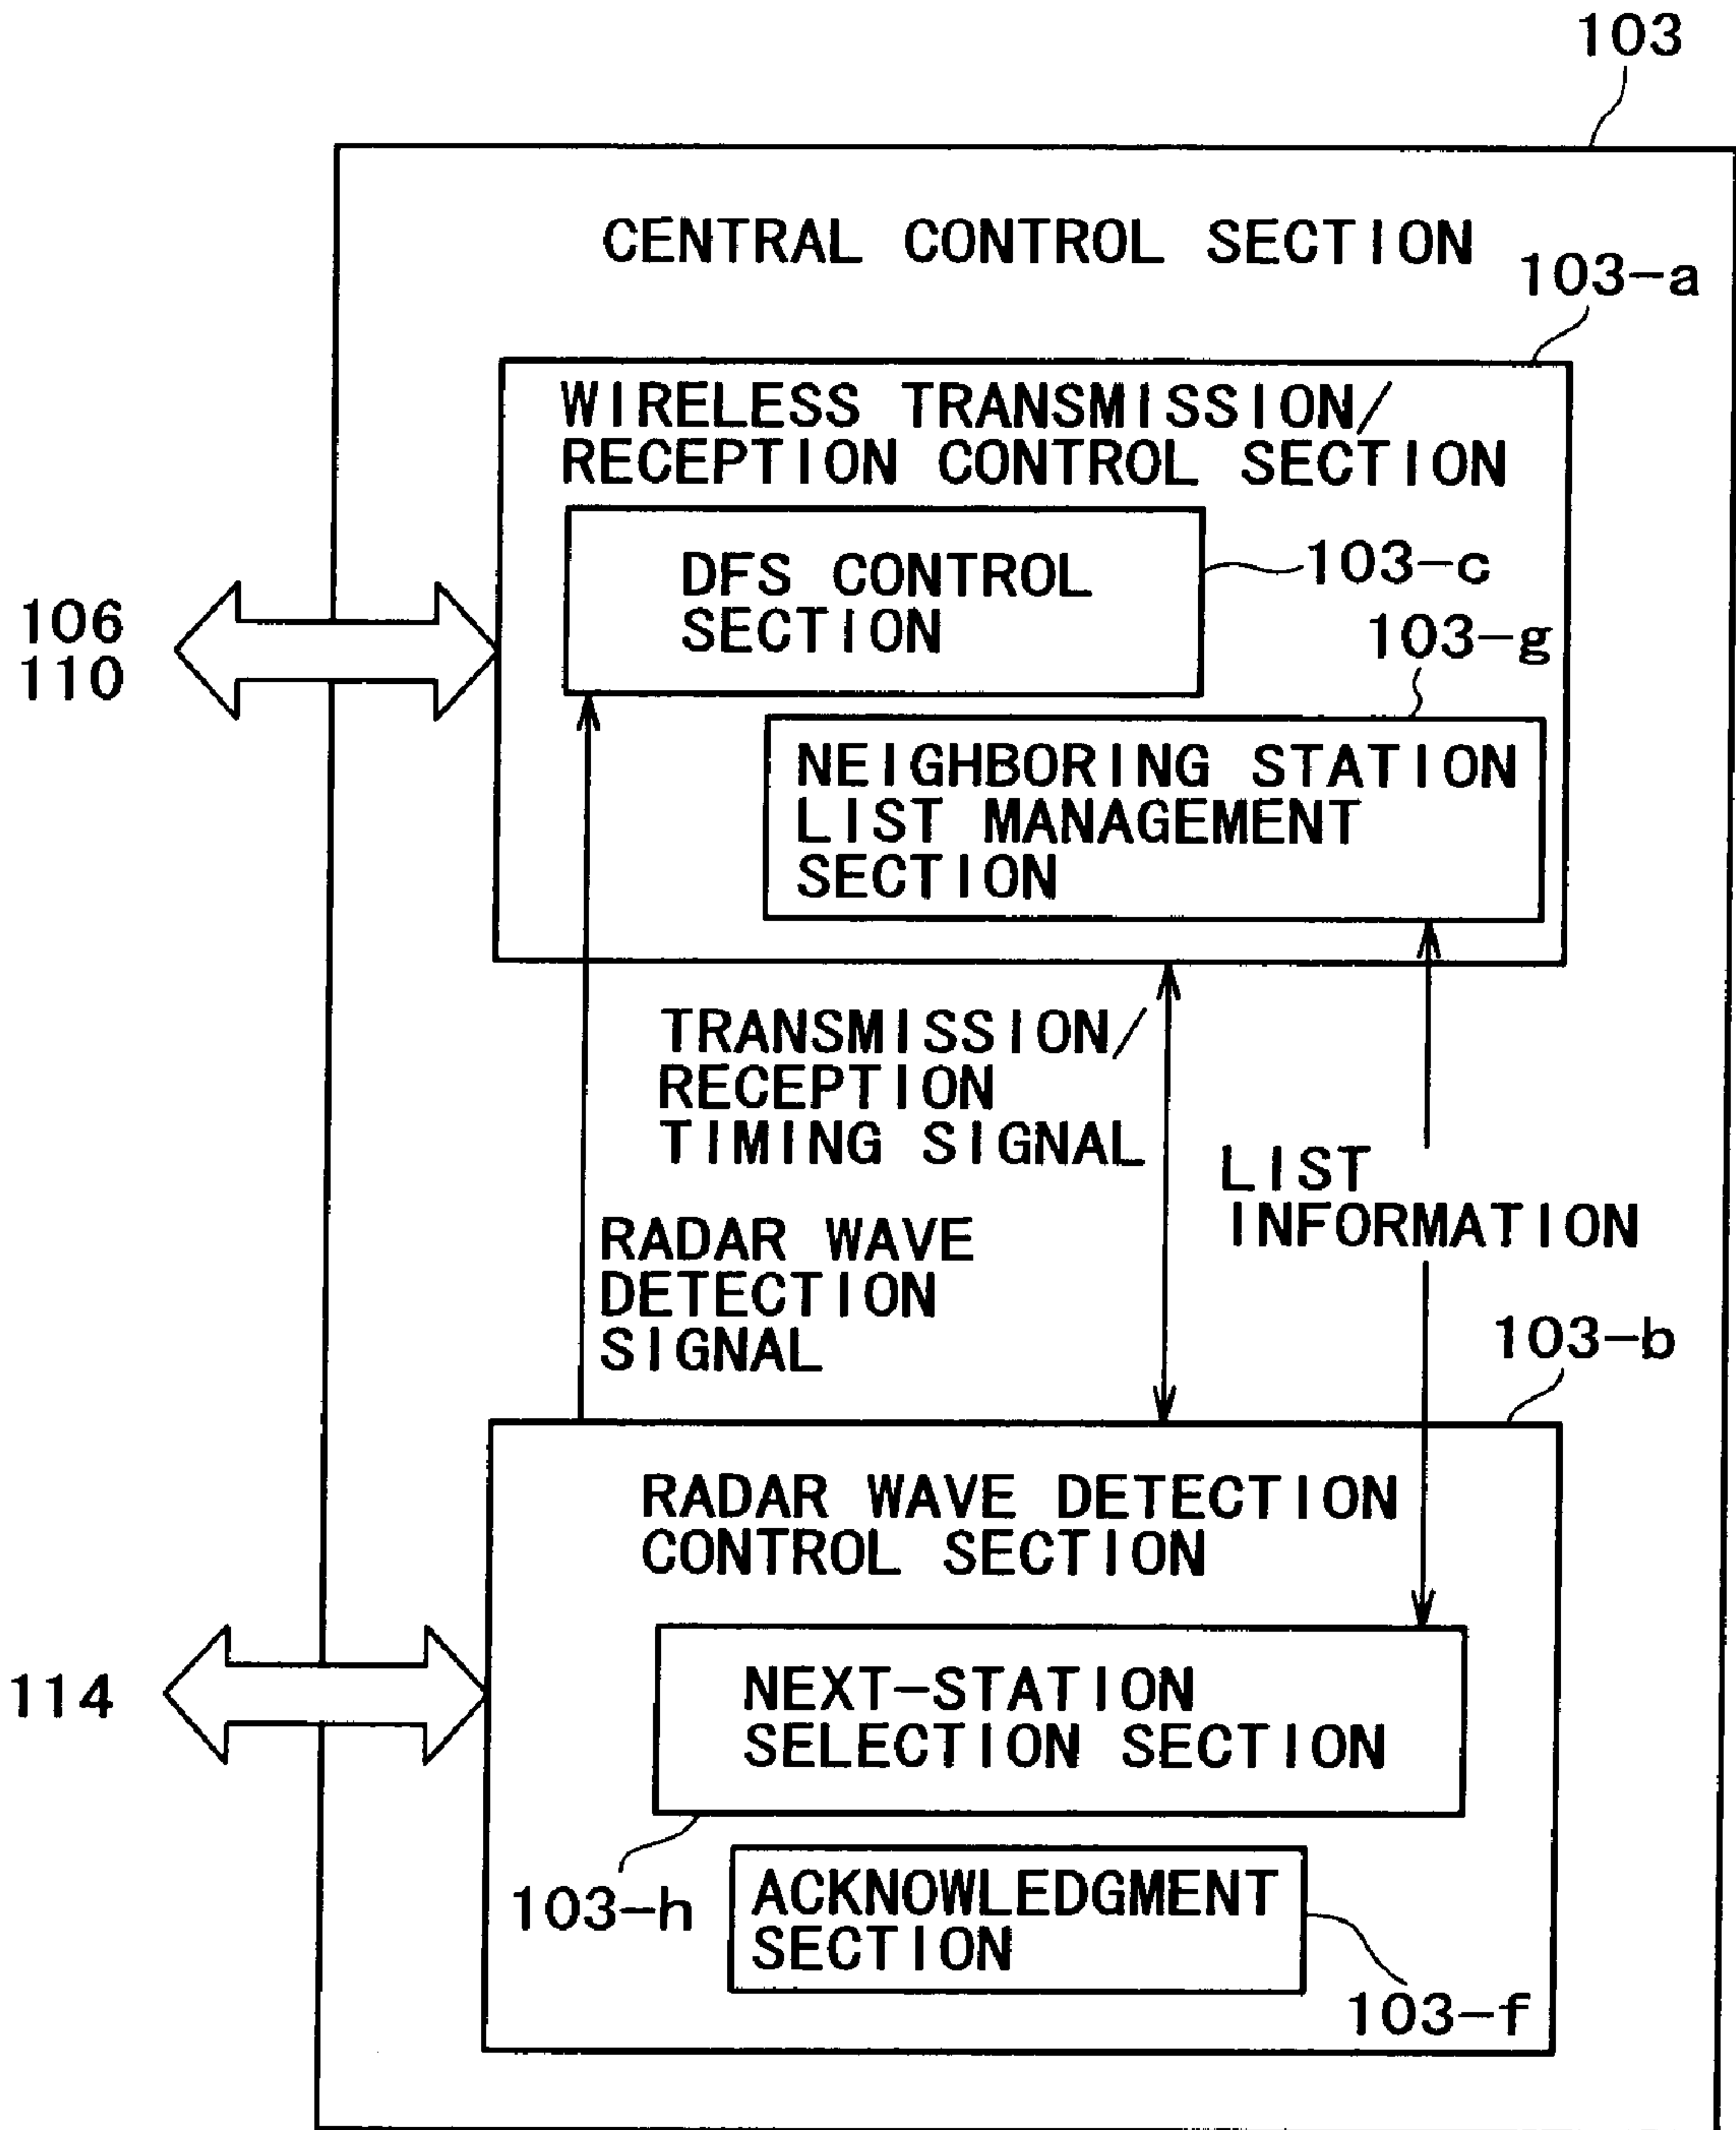 103
CENTRAL CONTROL SECTION
103-a
WIRELESS TRANSMISSION/
RECEPTION CONTROL SECTION
DFS CONTROL
SECTION
103-c
106
110
103-g
NEIGHBORING STATION
LIST MANAGEMENT
SECTION
TRANSMISSION/
RECEPTION
TIMING SIGNAL
LIST
INFORMATION
RADAR WAVE
DETECTION
SIGNAL
103-b
RADAR WAVE DETECTION
CONTROL SECTION
114
NEXT-STATION
SELECTION SECTION
103-h
ACKNOWLEDGMENT
SECTION
103-f